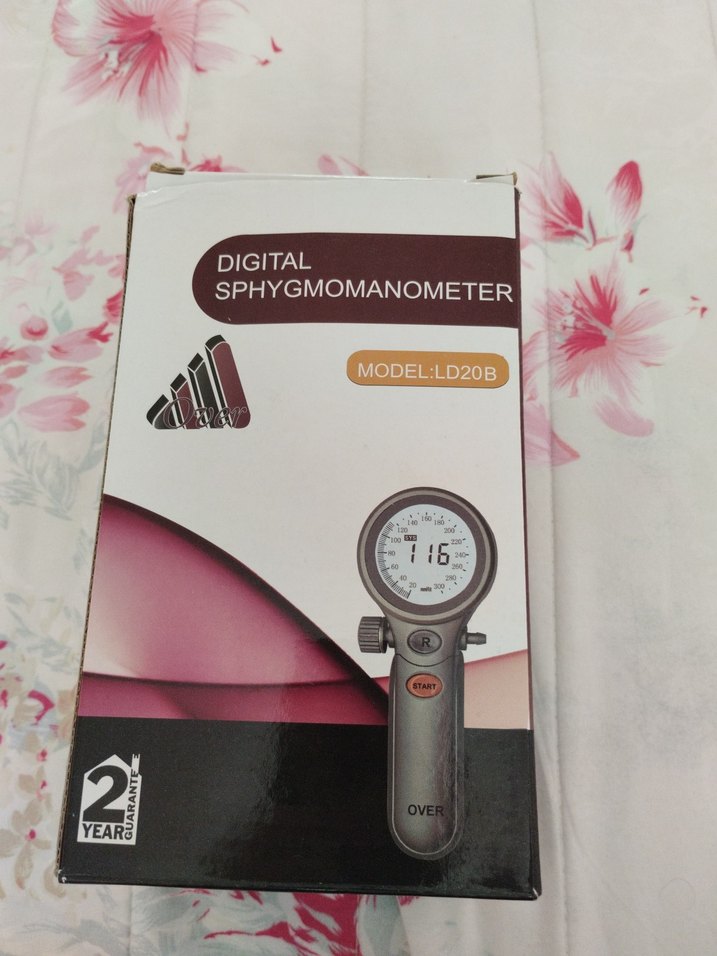 DIGITAL
SPHYGMOMANOMETER
MODEL:LD20B
Over
140 160 180
120 200
100 SYS 220
80 116 240
60 260
40 280
20 mmHg 300
R
START
OVER
2
YEAR
GUARANTEE